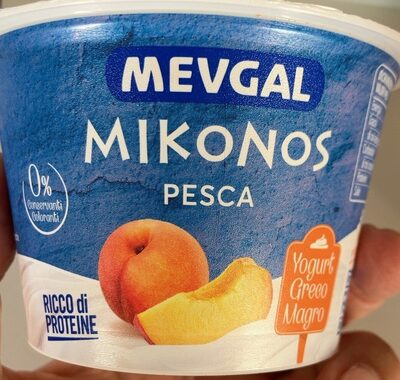 MEVGAL
MIKONOS
PESCA
0%
Conservanti
Coloranti
RICCO di
PROTEINE
Yogurt
Greco
Magro